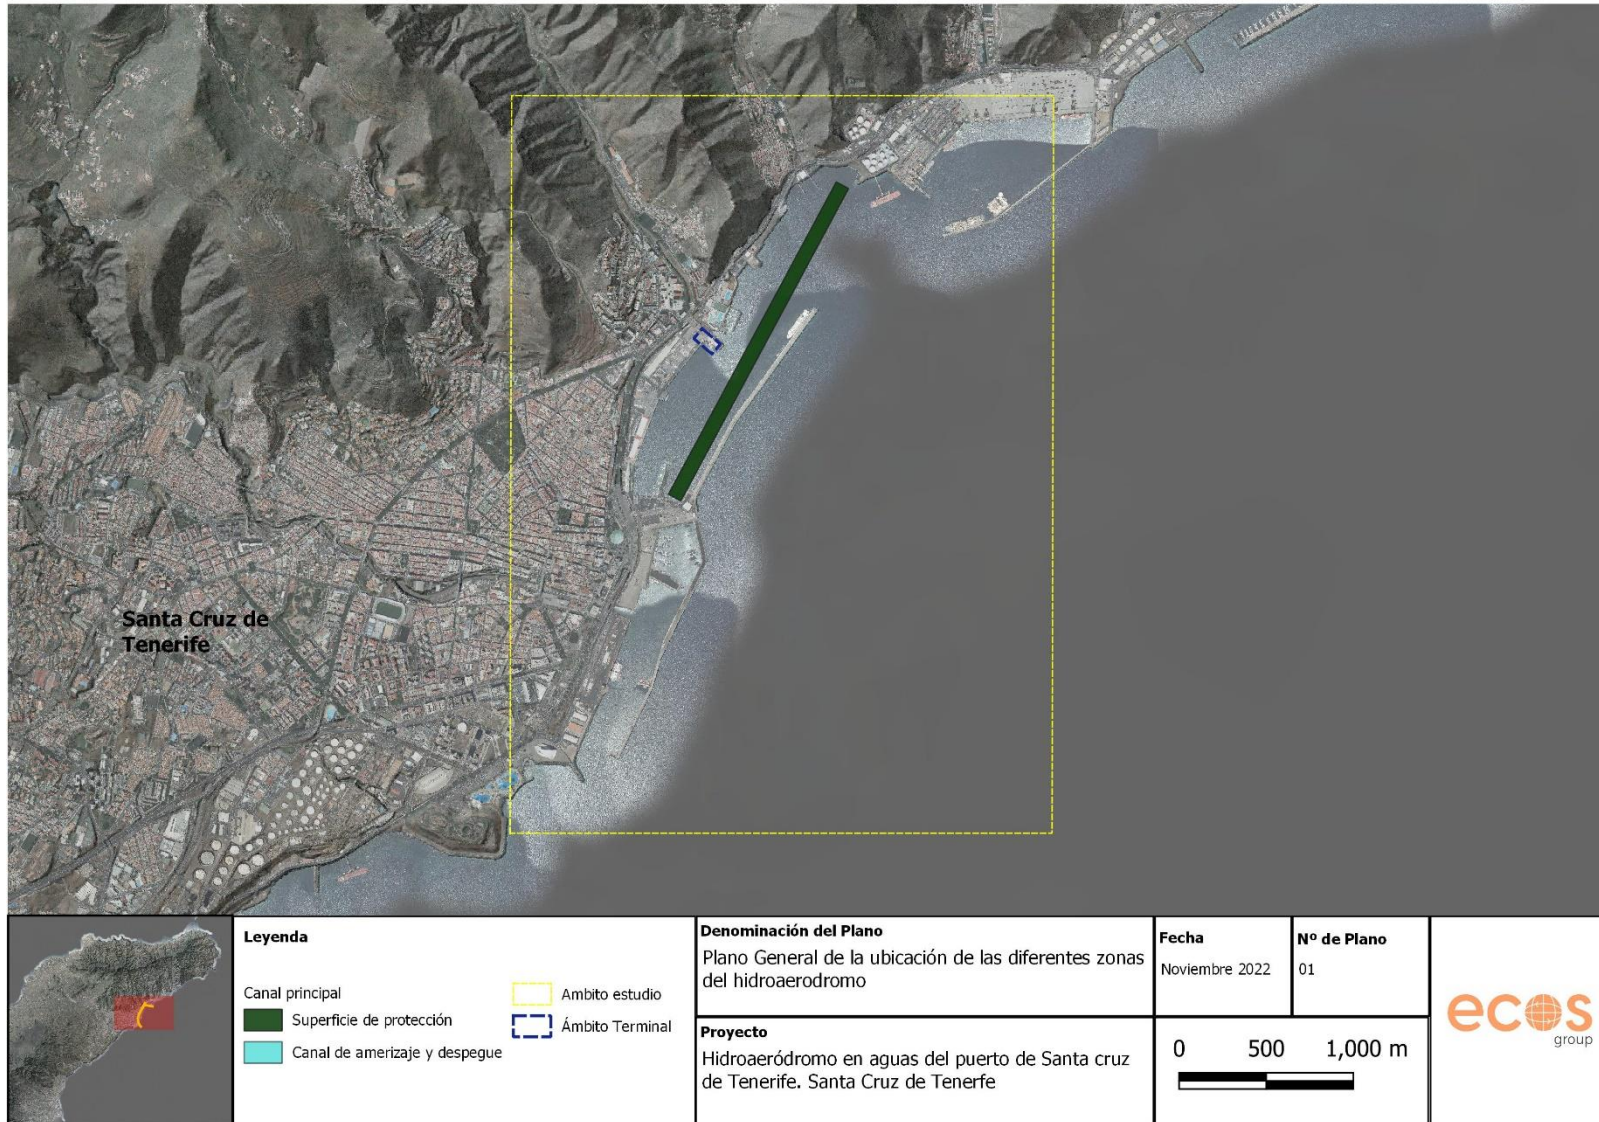 Santa Cruz de
Tenerife
Leyenda
Canal principal
Superficie de protección
Canal de amerizaje y despegue
Ambito estudio
Ámbito Terminal
Denominación del Plano
Plano General de la ubicación de las diferentes zonas
del hidroaerodromo
Proyecto
Hidroaeródromo en aguas del puerto de Santa cruz
de Tenerife. Santa Cruz de Tenerfe
Fecha
Noviembre 2022
Nº de Plano
01
0 500 1,000 m
ecos
group